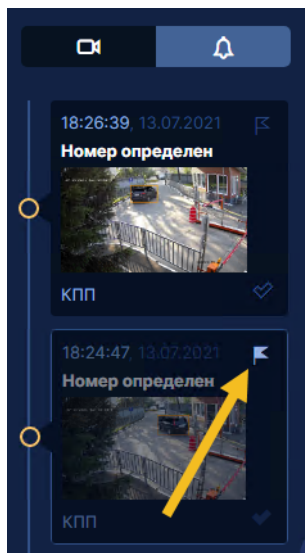 18:26:39, 13.07.2021
Номер определен
КПП
18:24:47, 13.07.2021
Номер определен
КПП